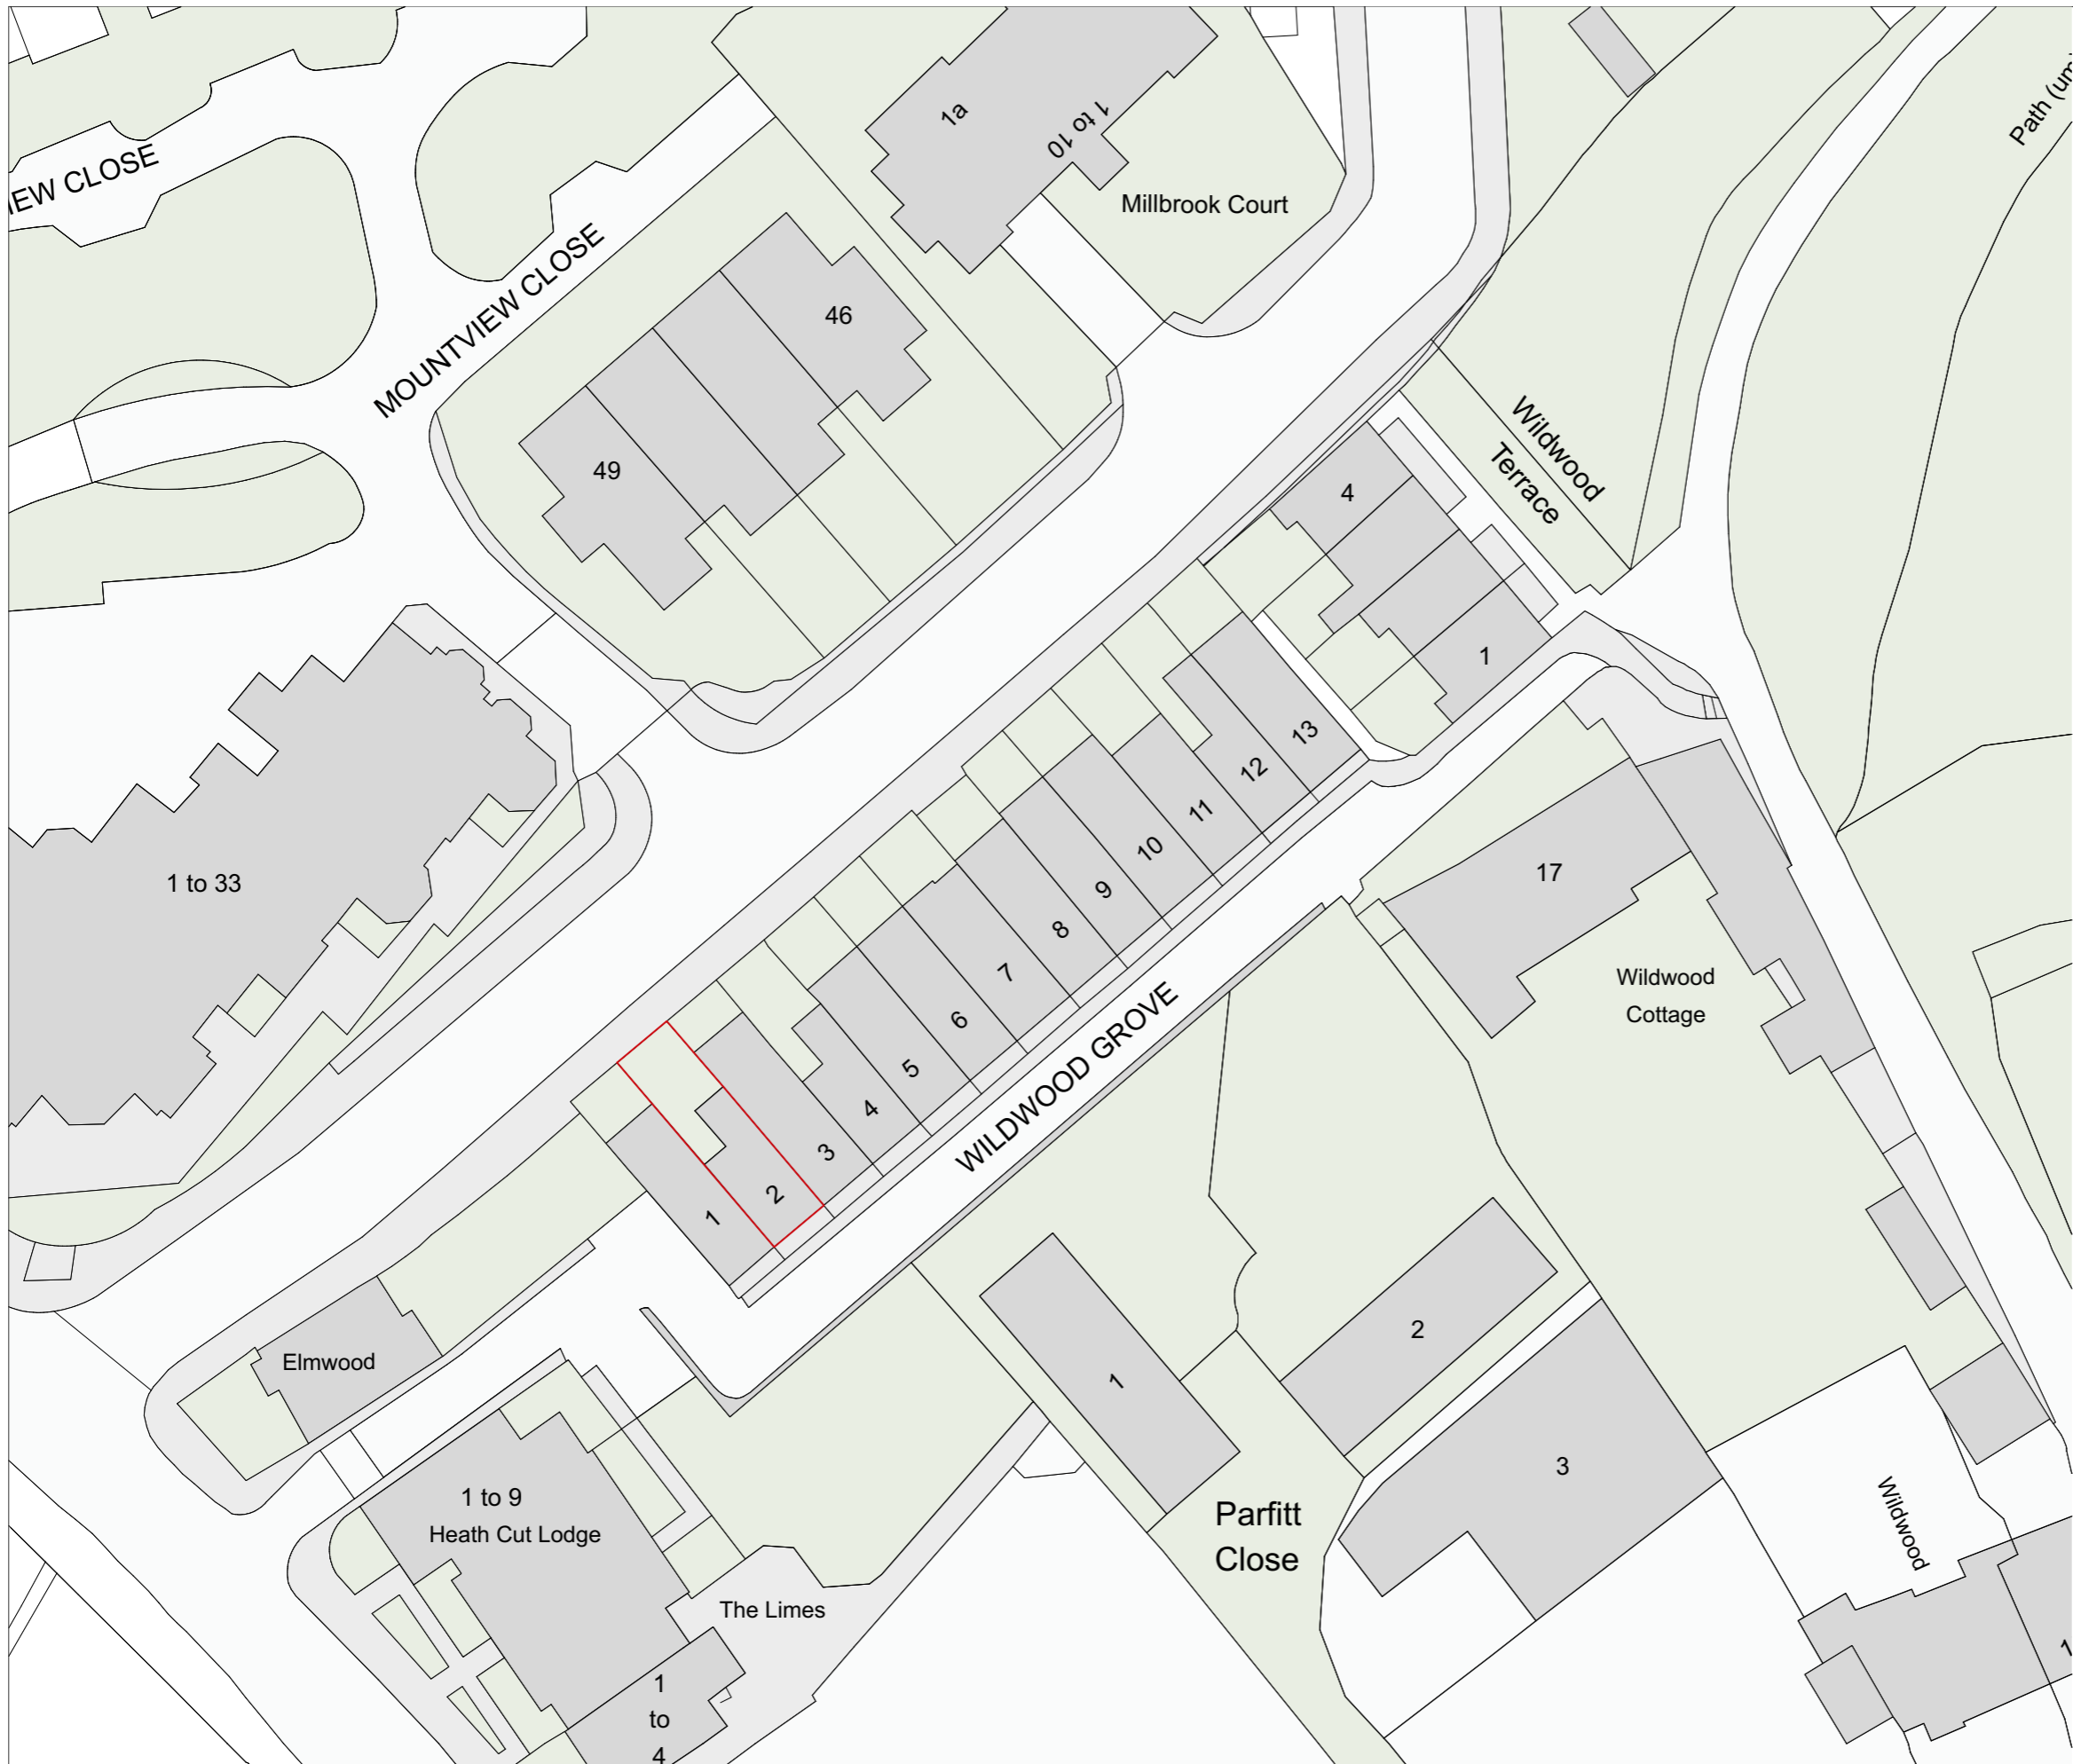 1a
1 to 10
Millbrook Court
Path (um
IEW CLOSE
MOUNTVIEW CLOSE
46
49
4
Wildwood
Terrace
1
13
12
11
10
9
8
7
6
5
4
3
2
1
1 to 33
17
Wildwood
Cottage
WILDWOOD GROVE
Elmwood
1
2
3
1 to 9
Heath Cut Lodge
Parfitt
Close
Wildwood
The Limes
1
to
4
1